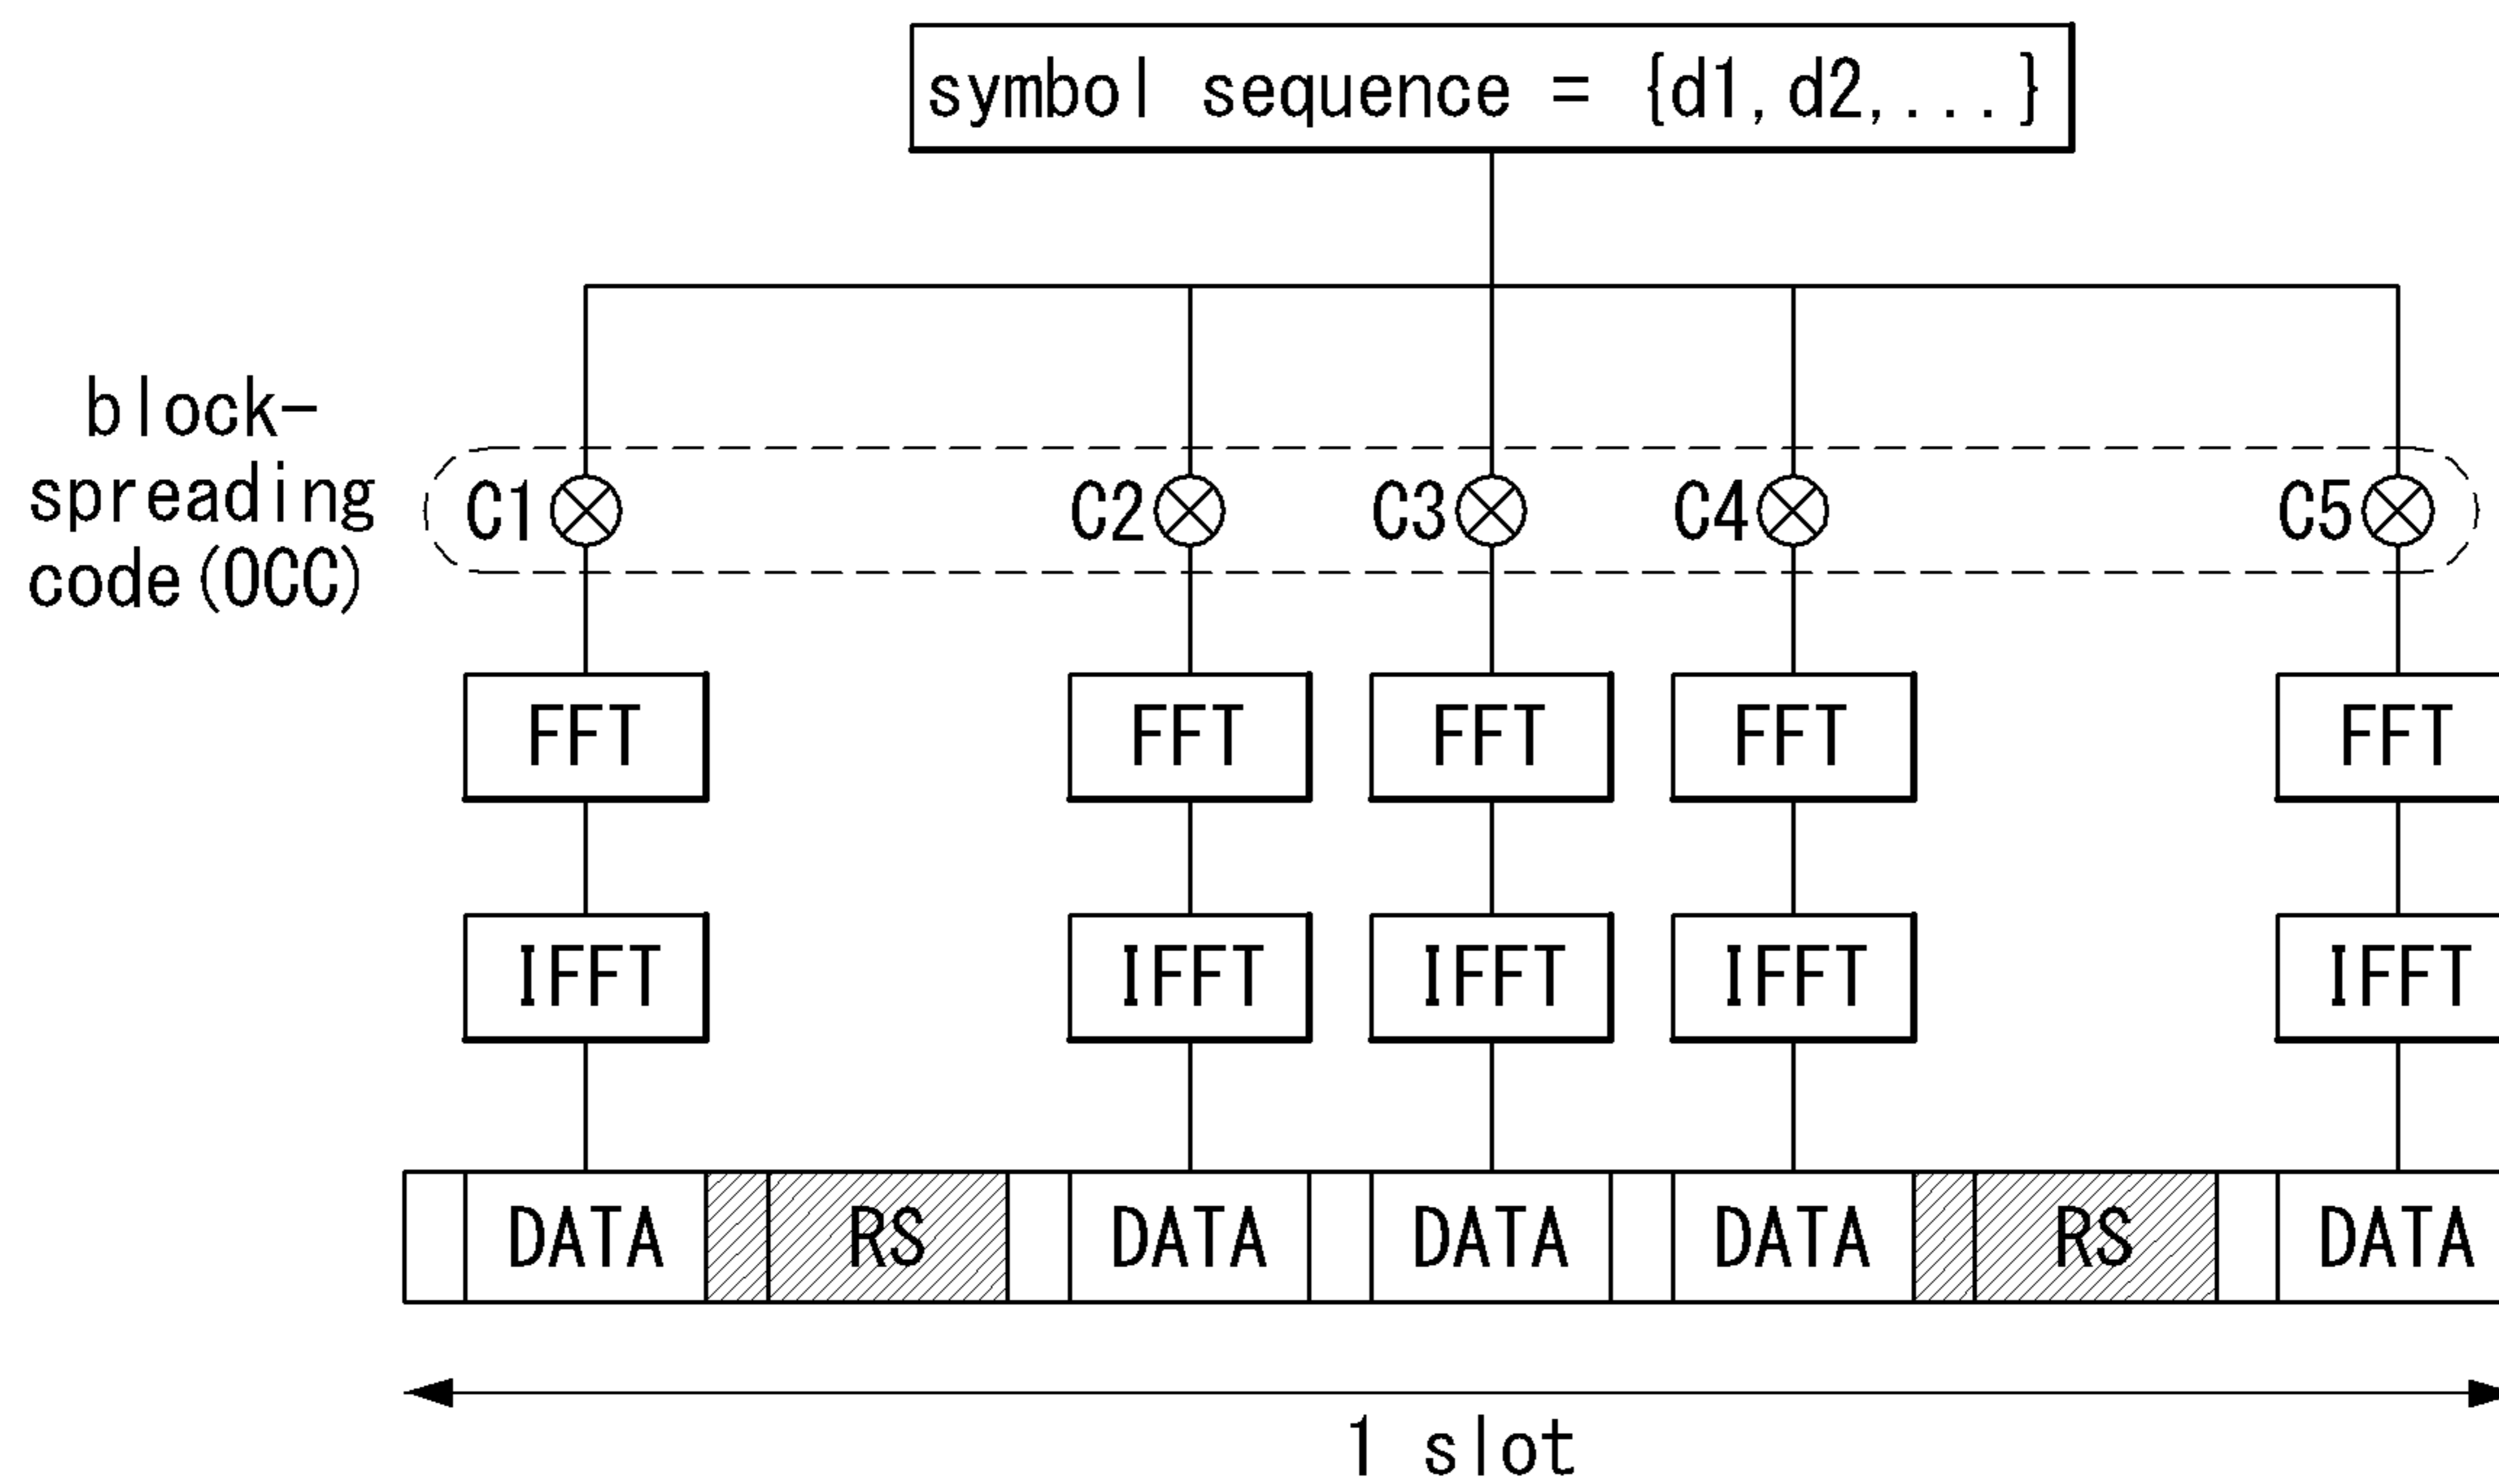 symbol sequence = {d1,d2,...}
block-
spreading
code(OCC)
C1 C2 C3 C4 C5
FFT FFT FFT FFT FFT
IFFT IFFT IFFT IFFT IFFT
DATA RS DATA DATA DATA RS DATA
1 slot